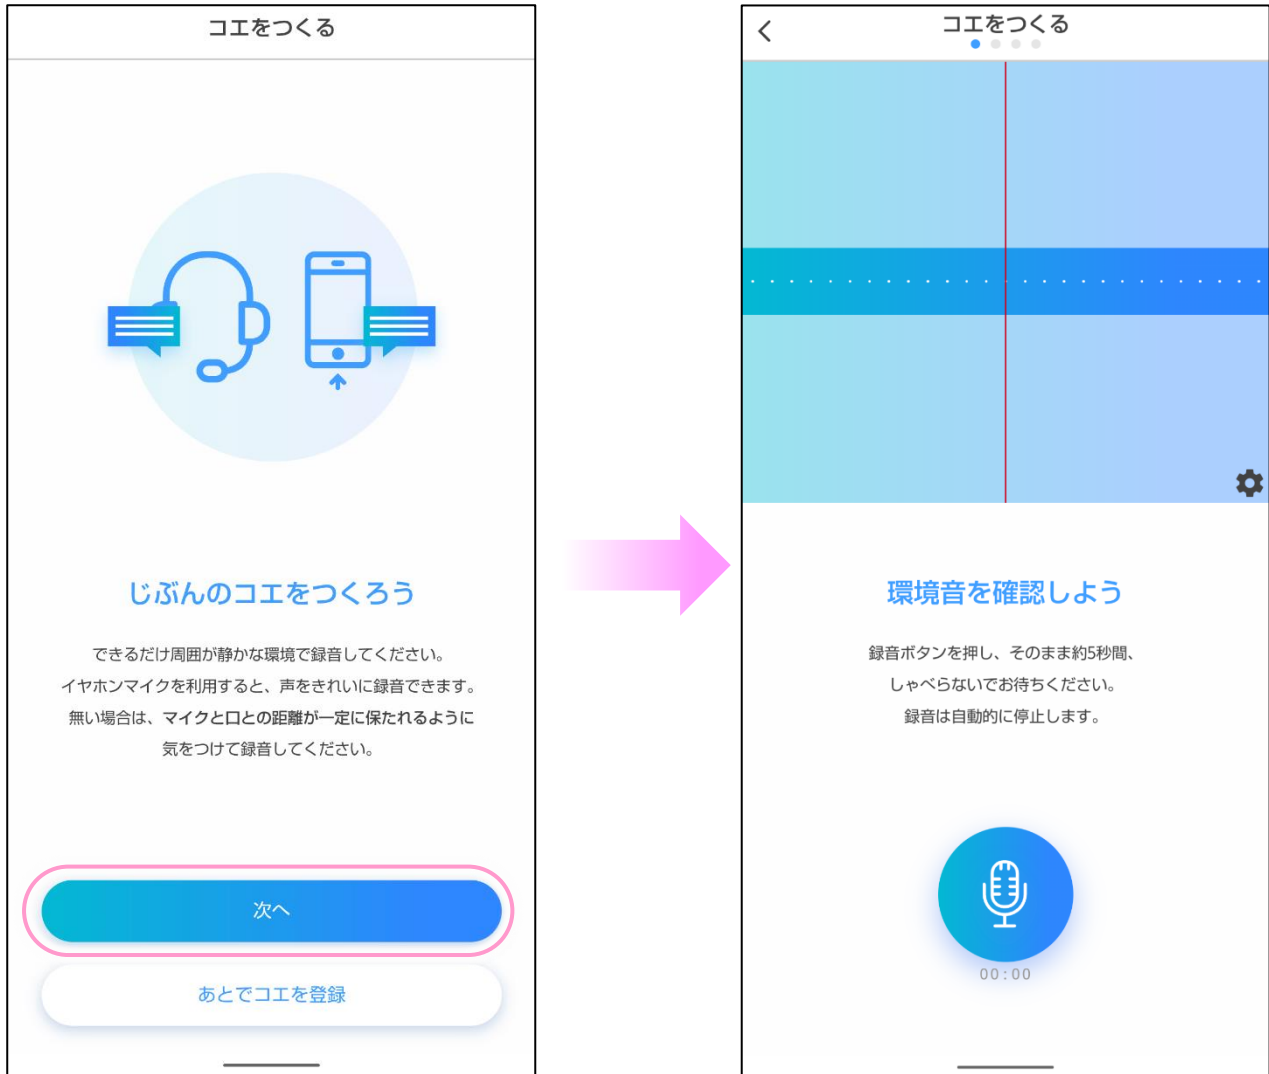 コエをつくる
じぶんのコエをつくろう
できるだけ周囲が静かな環境で録音してください。
イヤホンマイクを利用すると、声をきれいに録音できます。
無い場合は、マイクと口との距離が一定に保たれるように
気をつけて録音してください。
次へ
あとでコエを登録
コエをつくる
環境音を確認しよう
録音ボタンを押し、そのまま約5秒間、
しゃべらないでお待ちください。
録音は自動的に停止します。
00:00